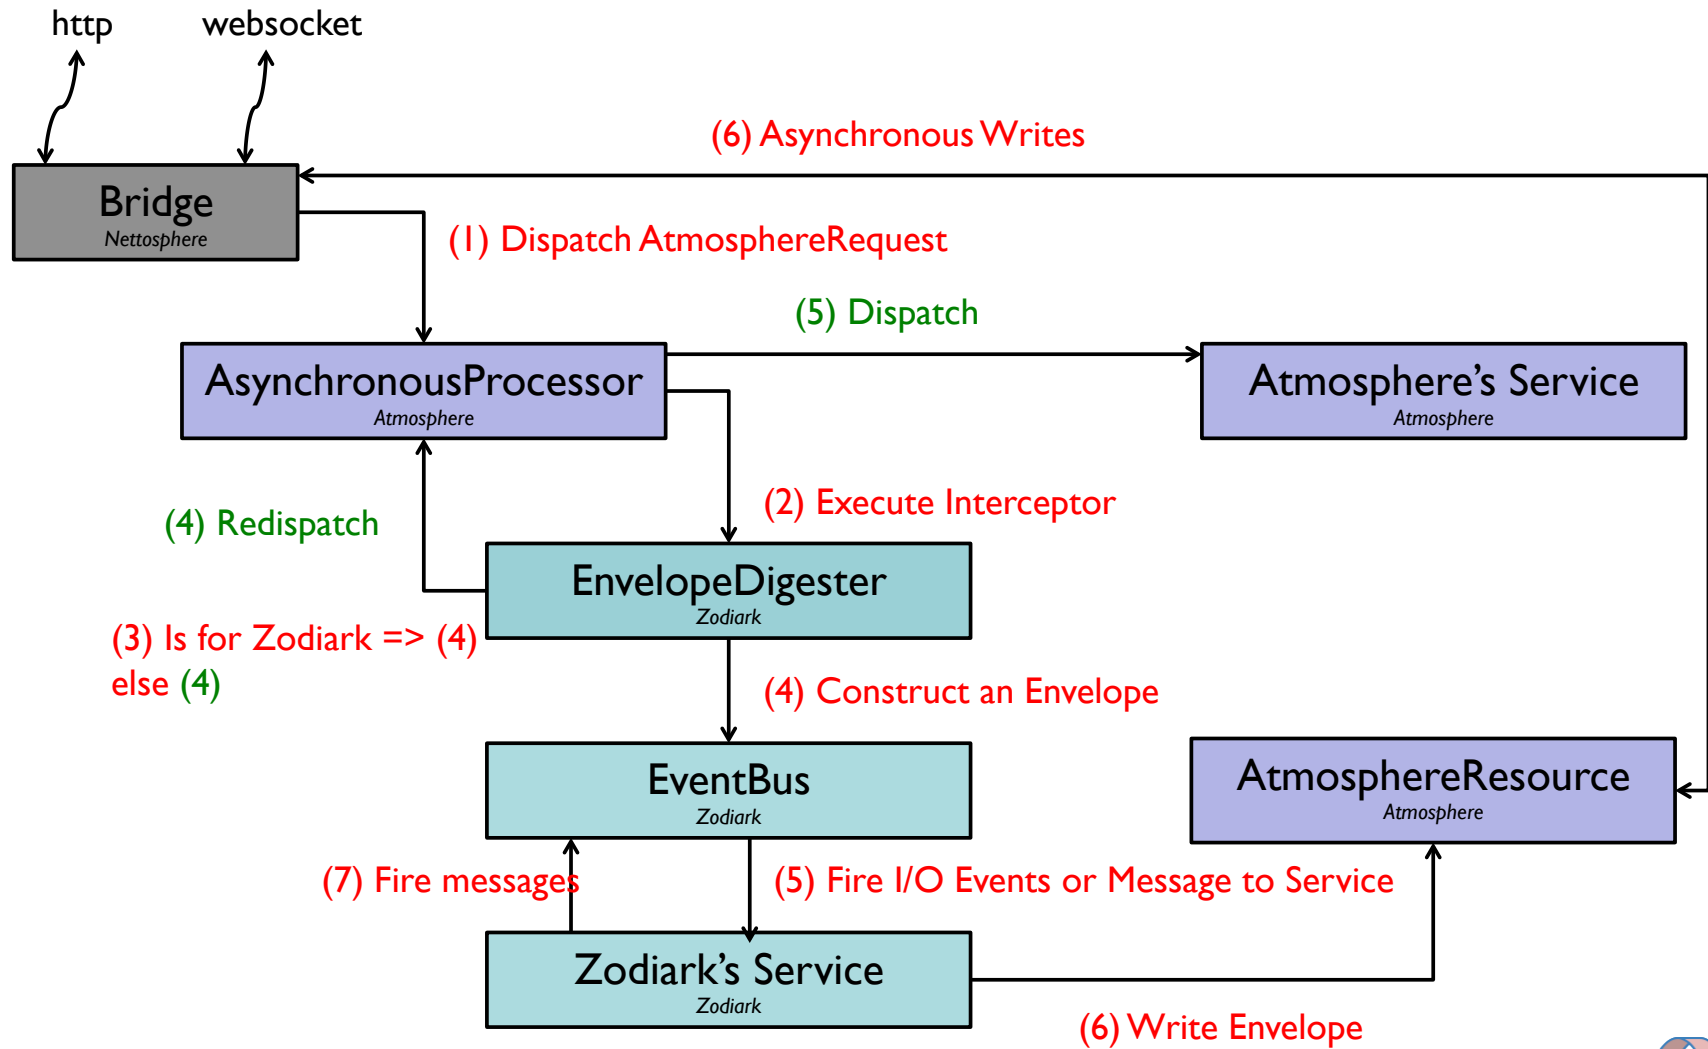 http
websocket
(6) Asynchronous Writes
Bridge
Nettosphere
(1) Dispatch AtmosphereRequest
(5) Dispatch
AsynchronousProcessor
Atmosphere
Atmosphere’s Service
Atmosphere
(2) Execute Interceptor
(4) Redispatch
EnvelopeDigester
Zodiark
(3) Is for Zodiark => (4)
else (4)
(4) Construct an Envelope
EventBus
Zodiark
AtmosphereResource
Atmosphere
(7) Fire messages
(5) Fire I/O Events or Message to Service
Zodiark’s Service
Zodiark
(6) Write Envelope